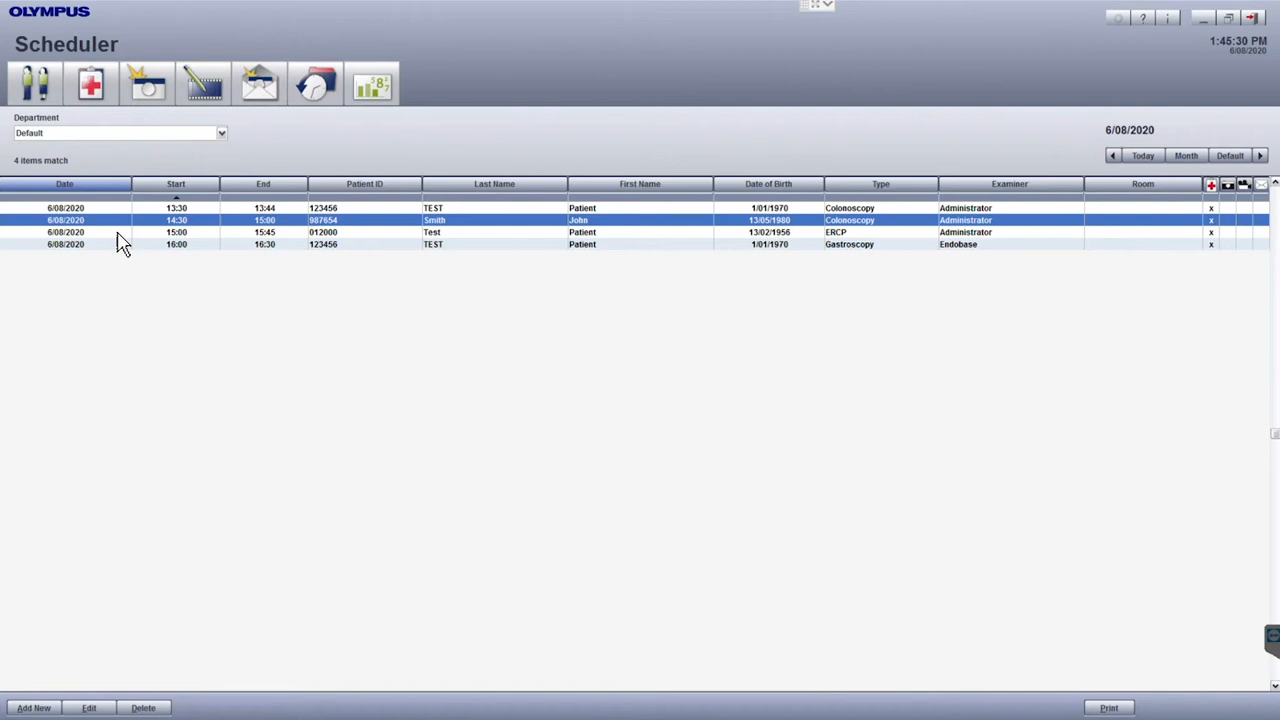 OLYMPUS
Scheduler
1:45:30 PM
6/08/2020
Department
Default
6/08/2020
4 items match
Today Month Default
Date Start End Patient ID Last Name First Name Date of Birth Type Examiner Room
6/08/2020 13:30 13:44 123456 TEST Patient 1/01/1970 Colonoscopy Administrator x
6/08/2020 14:30 15:00 987654 Smith John 13/05/1980 Colonoscopy Administrator x
6/08/2020 15:00 15:45 012000 Test Patient 13/02/1956 ERCP Administrator x
6/08/2020 16:00 16:30 123456 TEST Patient 1/01/1970 Gastroscopy Endobase x
Add New Edit Delete Print